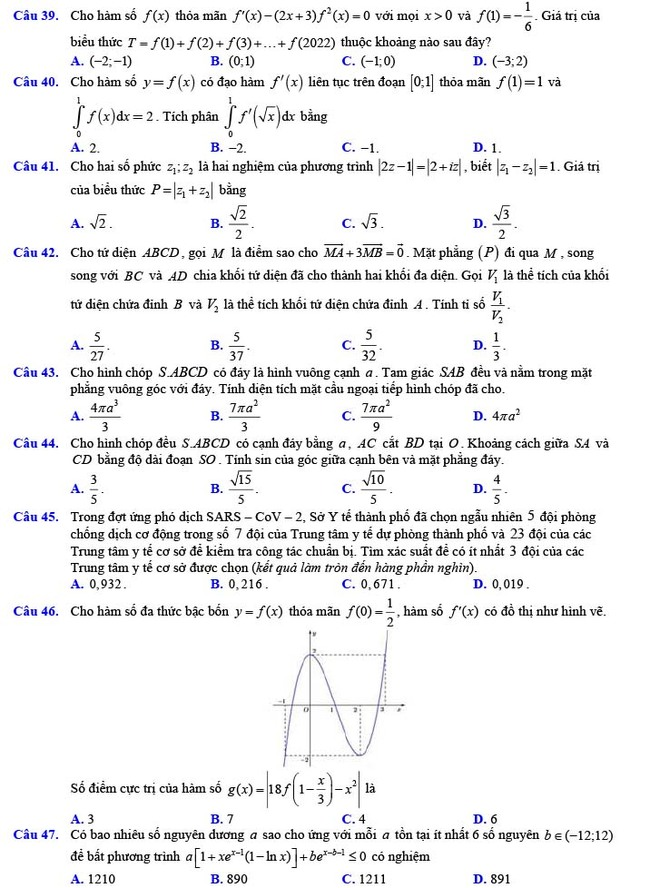 Câu 39. Cho hàm số f(x) thỏa mãn f'(x)−(2x+3)f²(x)=0 với mọi x>0 và f(1)=−1/6. Giá trị của
biểu thức T = f(1)+f(2)+f(3)+...+f(2022) thuộc khoảng nào sau đây?
A. (−2;−1) B. (0;1) C. (−1;0) D. (−3;2)
Câu 40. Cho hàm số y=f(x) có đạo hàm f'(x) liên tục trên đoạn [0;1] thỏa mãn f(1)=1 và
∫₀¹ f(x)dx=2. Tích phân ∫₀¹ f'(√x)dx bằng
A. 2. B. −2. C. −1. D. 1.
Câu 41. Cho hai số phức z₁; z₂ là hai nghiệm của phương trình |2z−1|=|2+iz|, biết |z₁−z₂|=1. Giá trị
của biểu thức P=|z₁+z₂| bằng
A. √2. B. √2/2. C. √3. D. √3/2.
Câu 42. Cho tứ diện ABCD, gọi M là điểm sao cho MA⃗+3MB⃗=0⃗. Mặt phẳng (P) đi qua M, song
song với BC và AD chia khối tứ diện đã cho thành hai khối đa diện. Gọi V₁ là thể tích của khối
tứ diện chứa đỉnh B và V₂ là thể tích khối tứ diện chứa đỉnh A. Tính tỉ số V₁/V₂.
A. 5/27. B. 5/37. C. 5/32. D. 1/3.
Câu 43. Cho hình chóp S.ABCD có đáy là hình vuông cạnh a. Tam giác SAB đều và nằm trong mặt
phẳng vuông góc với đáy. Tính diện tích mặt cầu ngoại tiếp hình chóp đã cho.
A. 4πa³/3 B. 7πa²/3 C. 7πa²/9 D. 4πa²
Câu 44. Cho hình chóp đều S.ABCD có cạnh đáy bằng a, AC cắt BD tại O. Khoảng cách giữa SA và
CD bằng độ dài đoạn SO. Tính sin của góc giữa cạnh bên và mặt phẳng đáy.
A. 3/5. B. √15/5. C. √10/5. D. 4/5.
Câu 45. Trong đợt ứng phó dịch SARS – CoV – 2, Sở Y tế thành phố đã chọn ngẫu nhiên 5 đội phòng
chống dịch cơ động trong số 7 đội của Trung tâm y tế dự phòng thành phố và 23 đội của các
Trung tâm y tế cơ sở để kiểm tra công tác chuẩn bị. Tìm xác suất để có ít nhất 3 đội của các
Trung tâm y tế cơ sở được chọn (kết quả làm tròn đến hàng phần nghìn).
A. 0,932. B. 0,216. C. 0,671. D. 0,019.
Câu 46. Cho hàm số đa thức bậc bốn y=f(x) thỏa mãn f(0)=1/2, hàm số f'(x) có đồ thị như hình vẽ.
y
2
−1 O 1 2 3 x
−2
Số điểm cực trị của hàm số g(x)=|18f(1−x/3)−x²| là
A. 3 B. 7 C. 4 D. 6
Câu 47. Có bao nhiêu số nguyên dương a sao cho ứng với mỗi a tồn tại ít nhất 6 số nguyên b∈(−12;12)
để bất phương trình a[1+xeˣ⁻¹(1−ln x)]+beˣ⁻ᵇ⁻¹≤0 có nghiệm
A. 1210 B. 890 C. 1211 D. 891